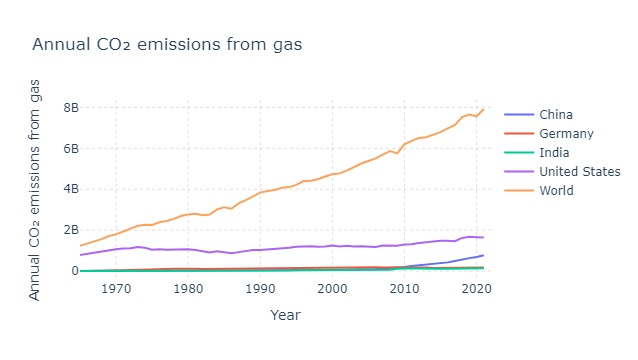 Annual CO₂ emissions from gas
Annual CO₂ emissions from gas
8B
6B
4B
2B
0
1970 1980 1990 2000 2010 2020
Year
China
Germany
India
United States
World